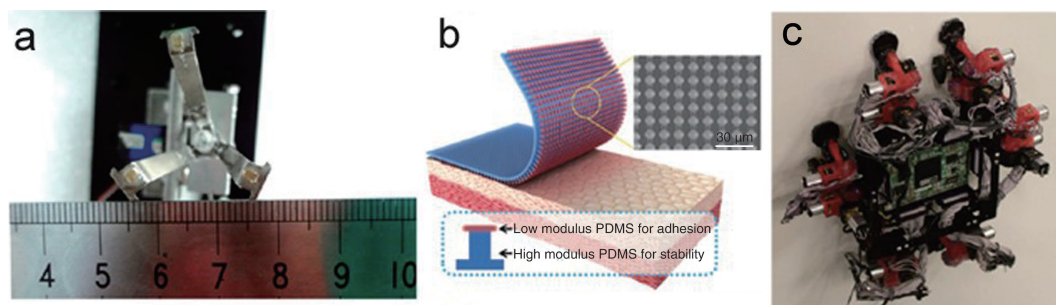 a
4 5 6 7 8 9 10
b
30 µm
Low modulus PDMS for adhesion
High modulus PDMS for stability
c